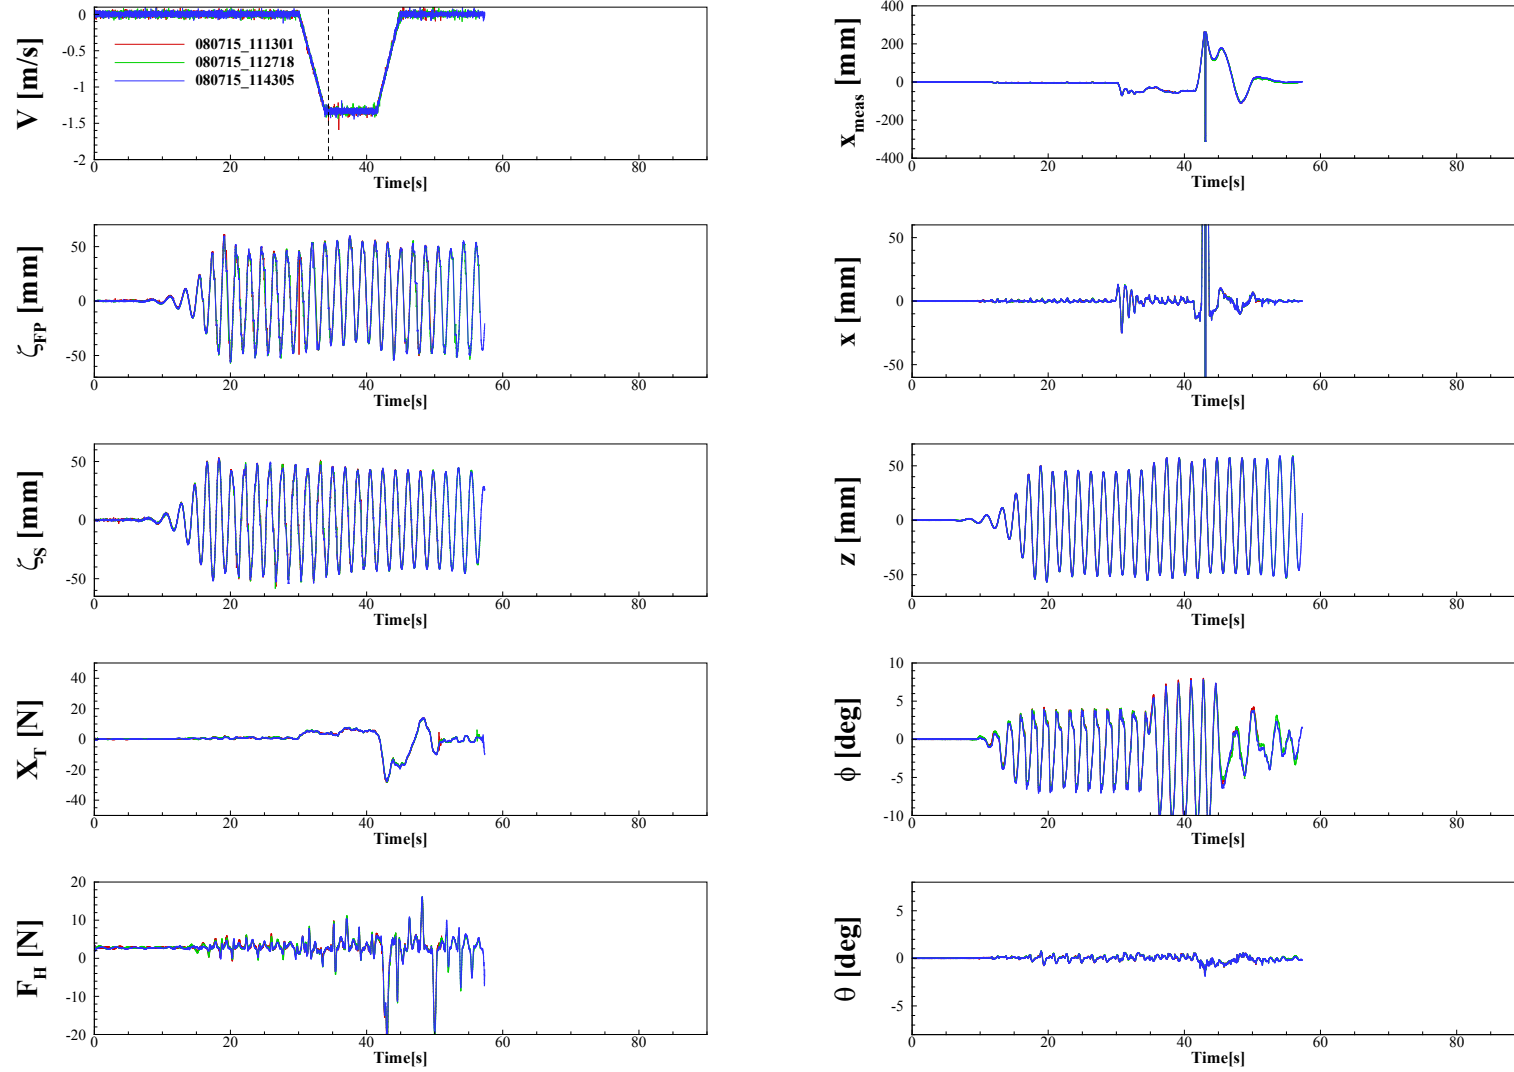 V [m/s]
0
-0.5
-1
-1.5
-2
080715_111301
080715_112718
080715_114305
0 20 40 60 80
Time[s]
x_meas [mm]
400
200
0
-200
-400
0 20 40 60 80
Time[s]
ζ_FP [mm]
50
0
-50
0 20 40 60 80
Time[s]
x [mm]
50
0
-50
0 20 40 60 80
Time[s]
ζ_S [mm]
50
0
-50
0 20 40 60 80
Time[s]
z [mm]
50
0
-50
0 20 40 60 80
Time[s]
X_T [N]
40
20
0
-20
-40
0 20 40 60 80
Time[s]
ϕ [deg]
10
5
0
-5
-10
0 20 40 60 80
Time[s]
F_H [N]
20
10
0
-10
-20
0 20 40 60 80
Time[s]
θ [deg]
5
0
-5
0 20 40 60 80
Time[s]